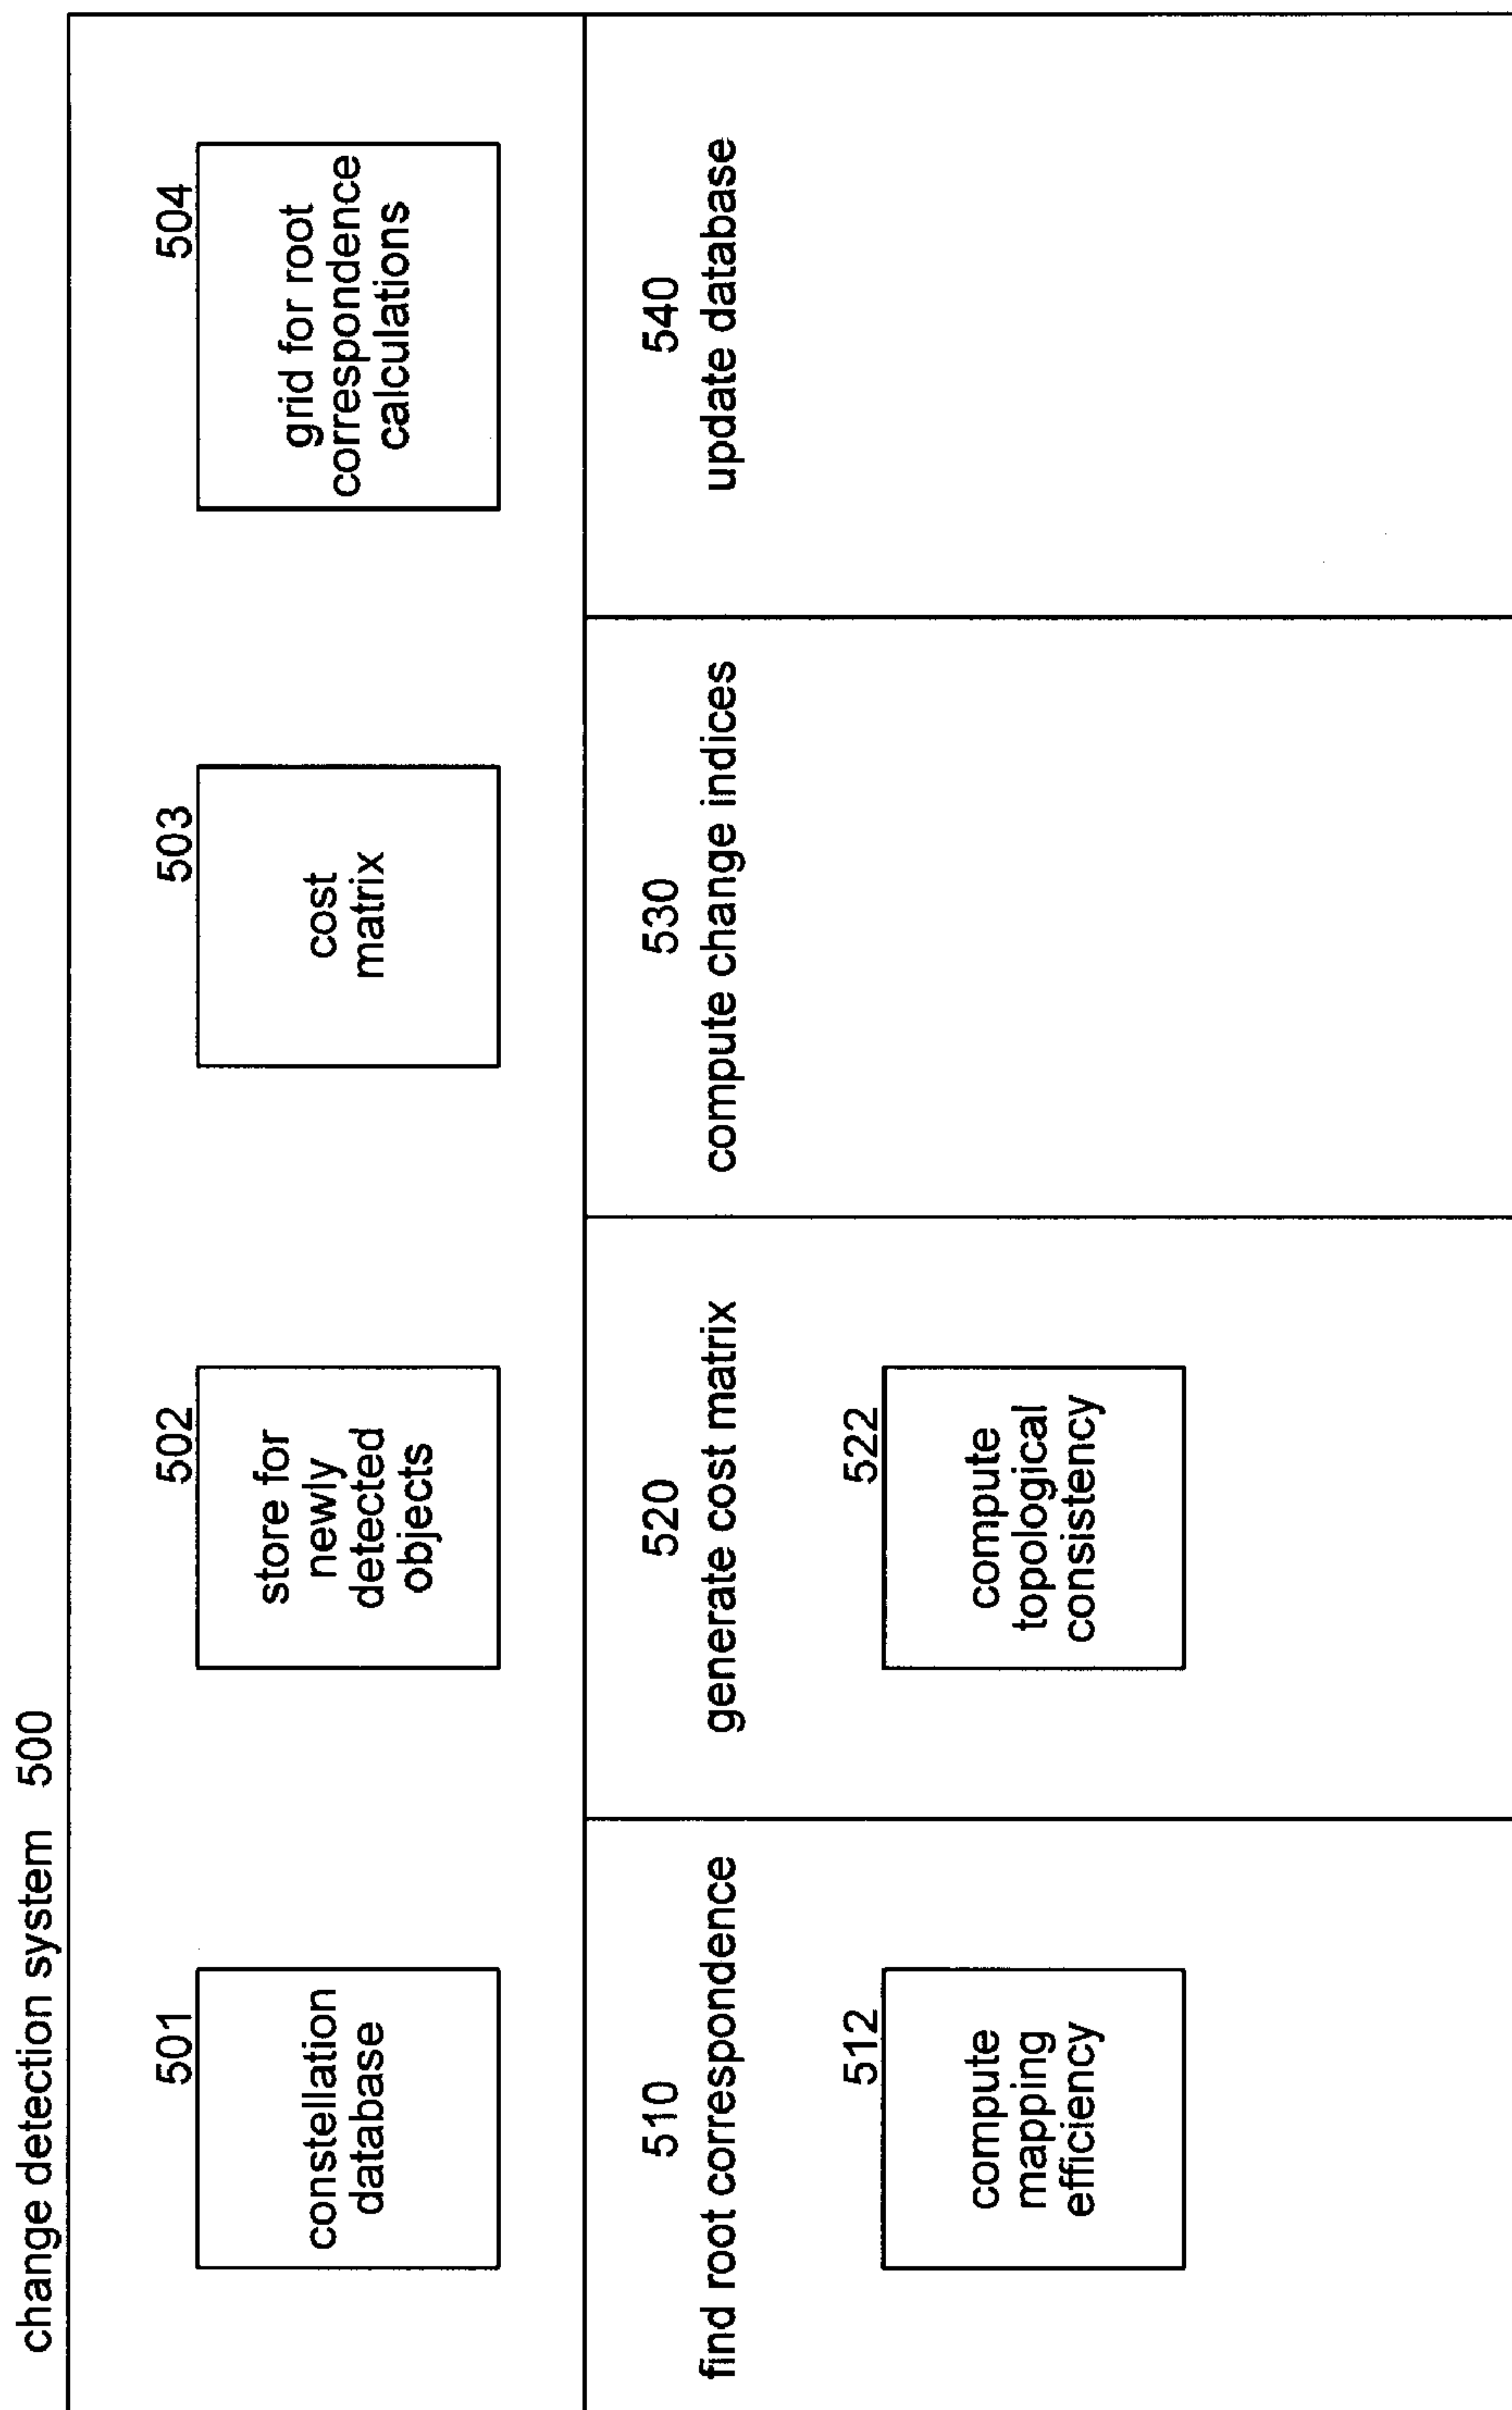 change detection system 500
501
constellation
database
502
store for
newly
detected
objects
503
cost
matrix
504
grid for root
correspondence
calculations
510
find root correspondence
512
compute
mapping
efficiency
520
generate cost matrix
522
compute
topological
consistency
530
compute change indices
540
update database